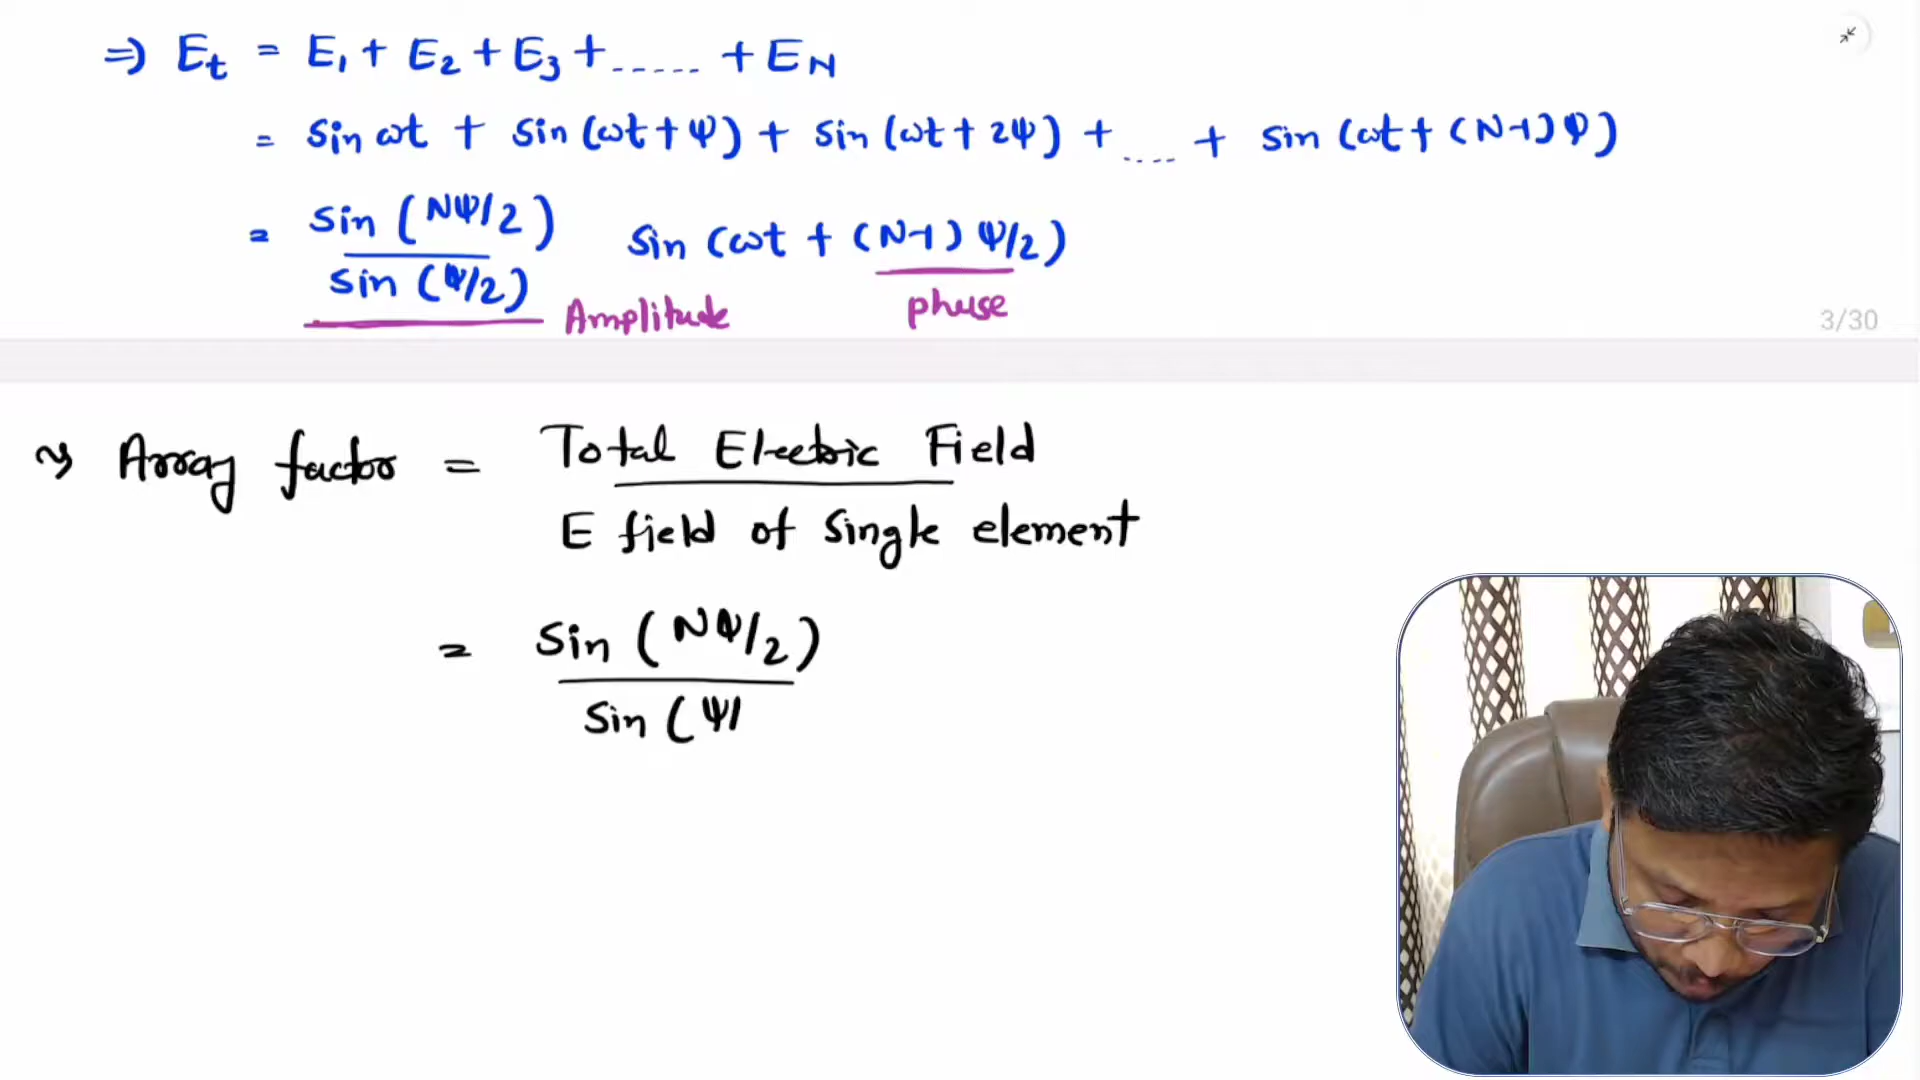 ⇒ Et = E1 + E2 + E3 + ..... + EN
= sin ωt + sin (ωt + ψ) + sin (ωt + 2ψ) + .... + sin (ωt + (N-1) ψ)
= sin (Nψ/2) / sin (ψ/2) sin (ωt + (N-1) ψ/2)
Amplitude phase
3/30
Array factor = Total Electric Field / E field of single element
= Sin (Nψ/2) / Sin (ψ/